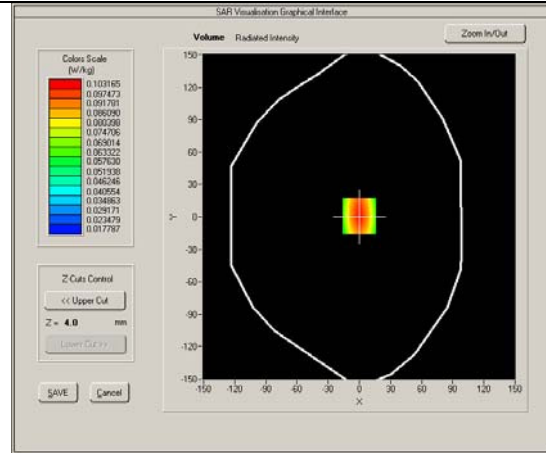 SAR Visualisation Graphical Interface
Volume Radiated Intensity
Zoom In/Out
Colors Scale
(W/kg)
0.103165
0.097473
0.091781
0.086090
0.080398
0.074706
0.069014
0.063322
0.057630
0.051938
0.046246
0.040554
0.034863
0.029171
0.023479
0.017787
Z Cuts Control
<< Upper Cut
Z = 4.0 mm
Lower Cut >>
SAVE
Cancel
150
120
90
60
30
0
-30
-60
-90
-120
-150
Y
-150 -120 -90 -60 -30 0 30 60 90 120 150
X